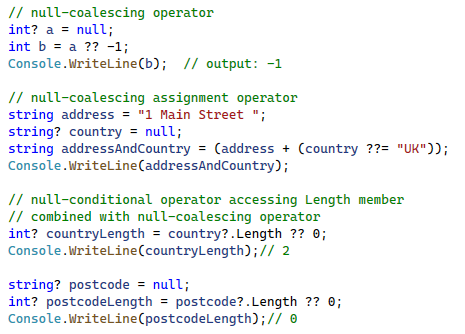 // null-coalescing operator
int? a = null;
int b = a ?? -1;
Console.WriteLine(b);  // output: -1
// null-coalescing assignment operator
string address = "1 Main Street ";
string? country = null;
string addressAndCountry = (address + (country ??= "UK"));
Console.WriteLine(addressAndCountry);
// null-conditional operator accessing Length member
// combined with null-coalescing operator
int? countryLength = country?.Length ?? 0;
Console.WriteLine(countryLength);// 2
string? postcode = null;
int? postcodeLength = postcode?.Length ?? 0;
Console.WriteLine(postcodeLength);// 0